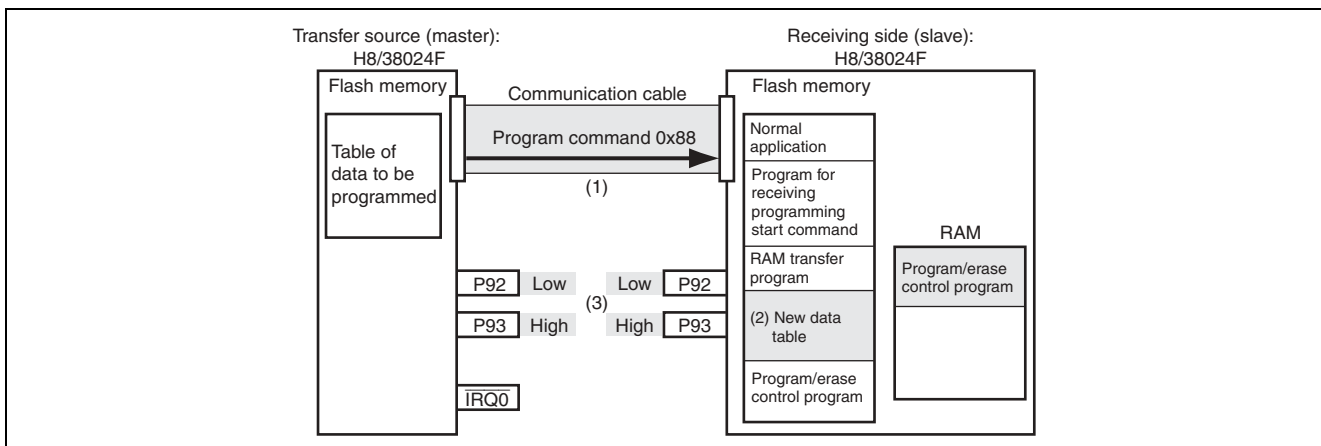 Transfer source (master):
H8/38024F
Flash memory
Table of
data to be
programmed
Communication cable
Program command 0x88
(1)
P92
Low
P93
High
IRQ0
(3)
Low
P92
High
P93
Receiving side (slave):
H8/38024F
Flash memory
Normal
application
Program for
receiving
programming
start command
RAM transfer
program
(2) New data
table
Program/erase
control program
RAM
Program/erase
control program